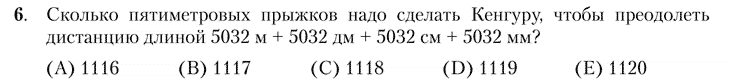 6. Сколько пятиметровых прыжков надо сделать Кенгуру, чтобы преодолеть
дистанцию длиной 5032 м + 5032 дм + 5032 см + 5032 мм?
(A) 1116 (B) 1117 (C) 1118 (D) 1119 (E) 1120